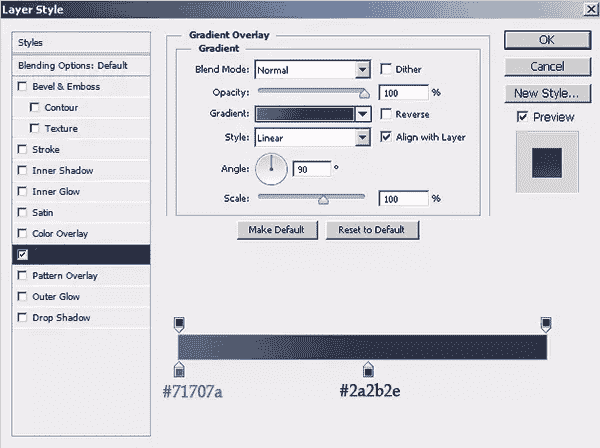 Layer Style
Styles
Blending Options: Default
Bevel & Emboss
Contour
Texture
Stroke
Inner Shadow
Inner Glow
Satin
Color Overlay
Pattern Overlay
Outer Glow
Drop Shadow
Gradient Overlay
Gradient
Blend Mode: Normal Dither
Opacity: 100 %
Gradient: Reverse
Style: Linear Align with Layer
Angle: 90 °
Scale: 100 %
Make Default Reset to Default
OK
Cancel
New Style...
Preview
#71707a #2a2b2e